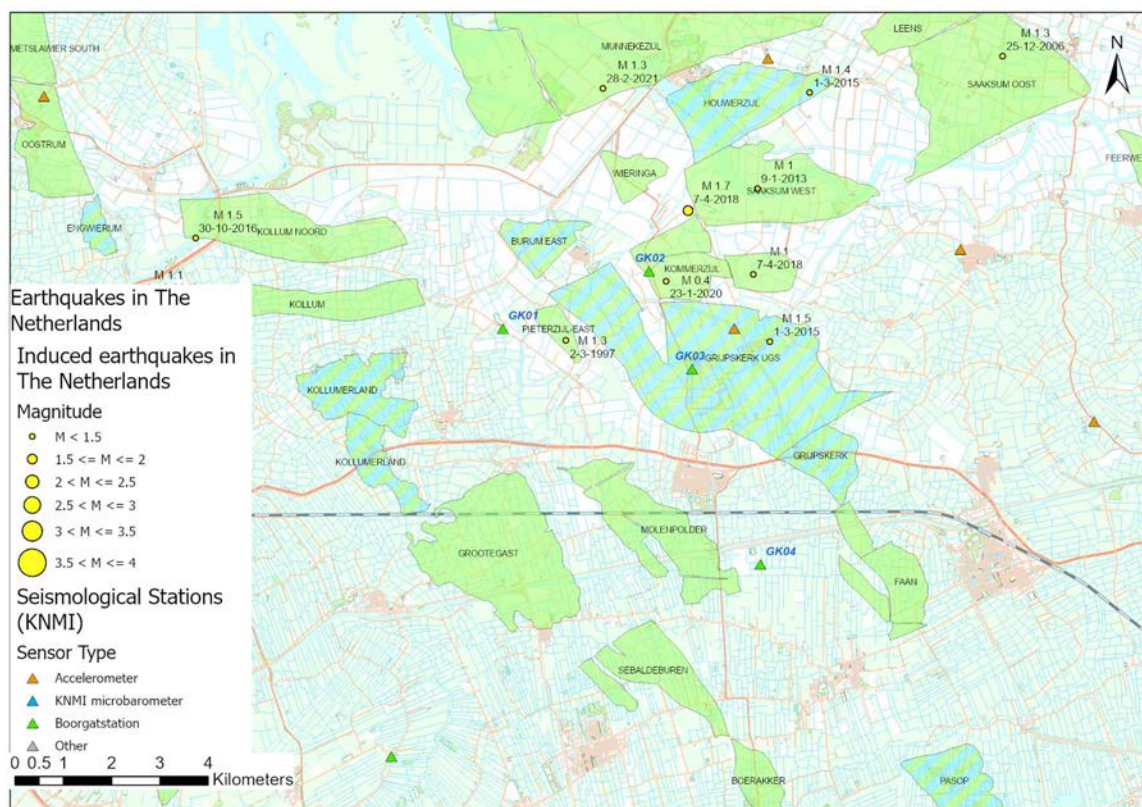 METSLAWIER SOUTH
MUNNEKEZIJL
LEENS
M 1.3
25-12-2006
N
M 1.3
28-2-2021
M 1.4
1-3-2015
SAAKSUM OOST
HOUWERZIJL
OOSTRUM
WIERINGA
M 1
9-1-2013
SAAKSUM WEST
FEERWE
M 1.7
7-4-2018
ENGWIERUM
M 1.5
30-10-2016
KOLLUM NOORD
BURUM EAST
GK02
KOMMERZIJL
M 0.4
23-1-2020
M 1
7-4-2018
M 1.1
KOLLUM
GK01
PIETERZIJL-EAST
M 1.3
2-3-1997
M 1.5
1-3-2015
GK03
GRIJPSKERK UGS
KOLLUMERLAND
KOLLUMERLAND
GRIJPSKERK
MOLENPOLDER
GROOTEGAST
GK04
FAAN
SEBALDEBUREN
BOERAKKER
PASOP
Earthquakes in The
Netherlands
Induced earthquakes in
The Netherlands
Magnitude
M < 1.5
1.5 <= M <= 2
2 < M <= 2.5
2.5 < M <= 3
3 < M <= 3.5
3.5 < M <= 4
Seismological Stations
(KNMI)
Sensor Type
Accelerometer
KNMI microbarometer
Boorgatstation
Other
0 0.5 1 2 3 4
Kilometers